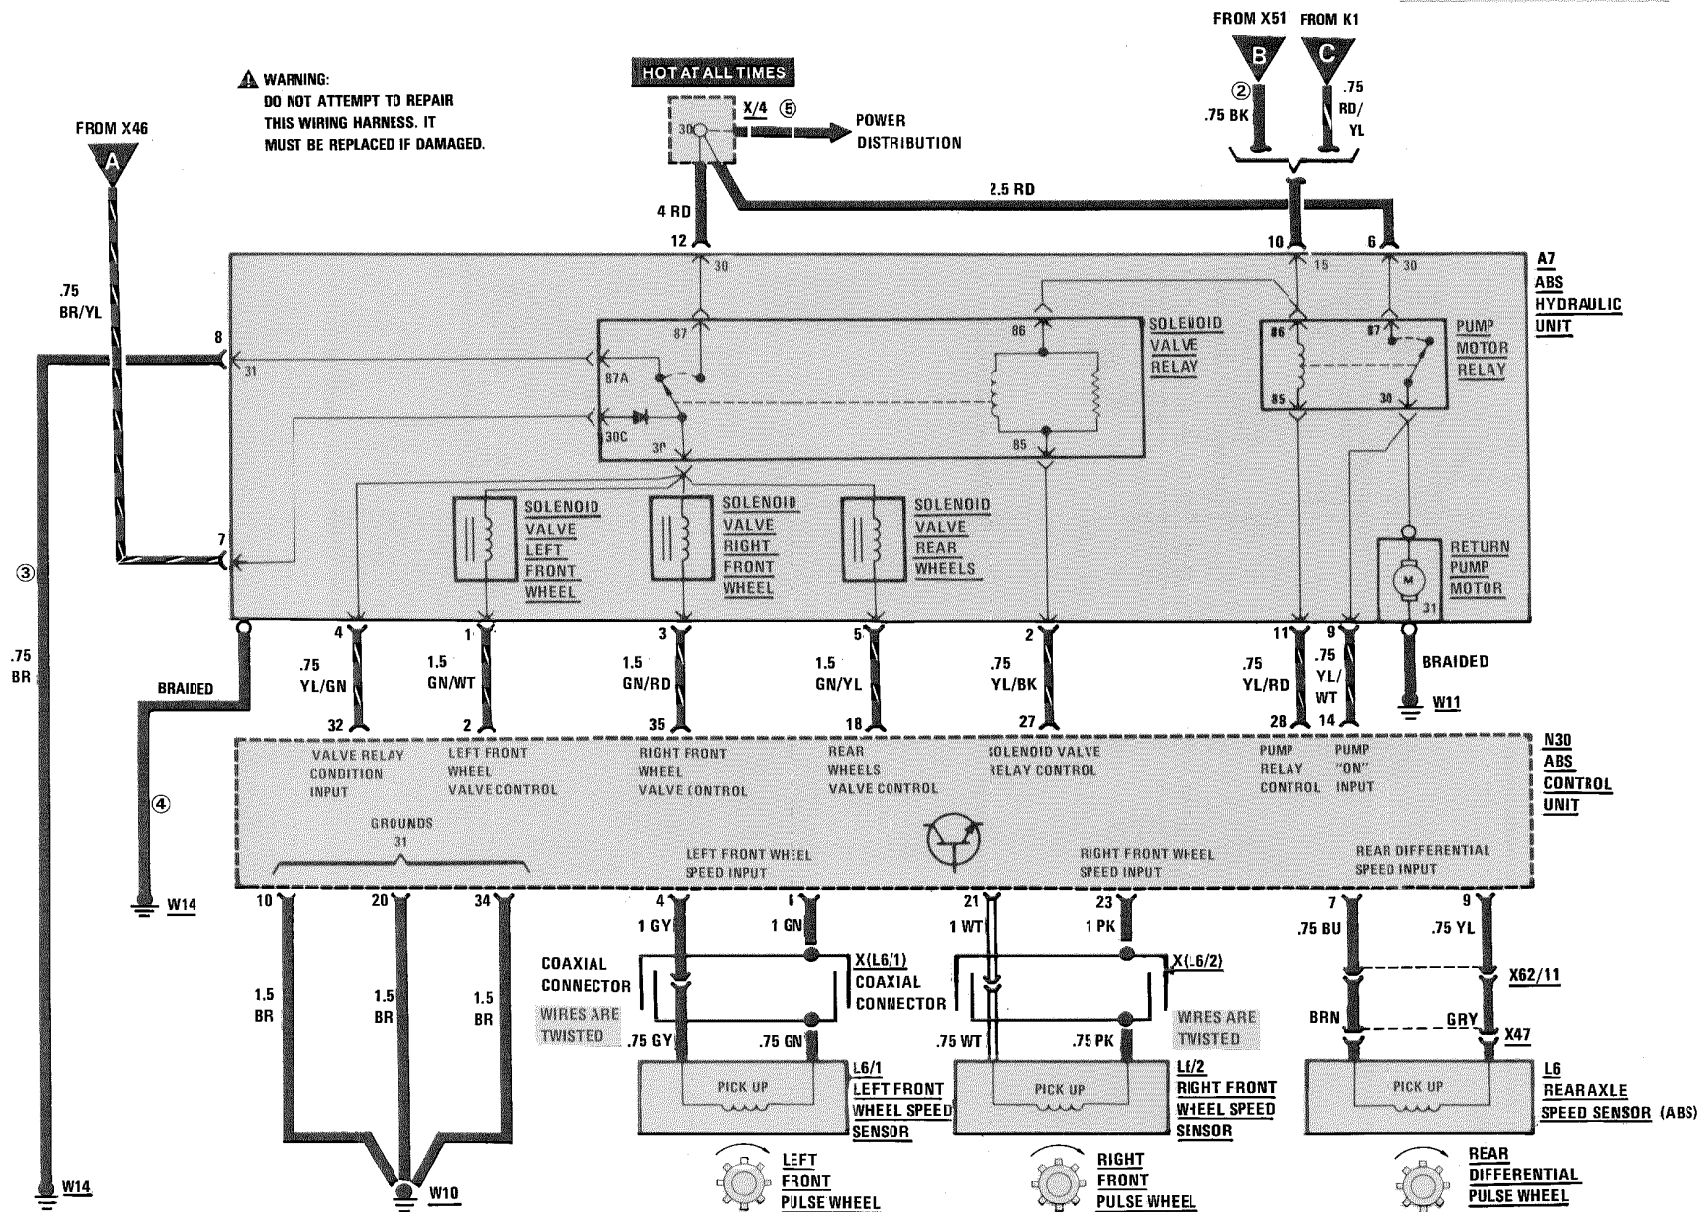 FROM X51 FROM K1
B C
② .75
.75 BK RD/
YL
WARNING:
DO NOT ATTEMPT TO REPAIR
THIS WIRING HARNESS. IT
MUST BE REPLACED IF DAMAGED.
HOT AT ALL TIMES
X/4 ⑤
30
POWER
DISTRIBUTION
FROM X46
A
2.5 RD
4 RD
12 10 6
30 15 30
A7
ABS
HYDRAULIC
UNIT
.75
BR/YL
8
31
87 86
87A
30C
30 85
SOLENOID
VALVE
RELAY
86 87
85 30
PUMP
MOTOR
RELAY
7
SOLENOID
VALVE
LEFT
FRONT
WHEEL
SOLENOID
VALVE
RIGHT
FRONT
WHEEL
SOLENOID
VALVE
REAR
WHEELS
RETURN
PUMP
MOTOR
M
31
③
.75
BR
4 1 3 5 2 11 9
.75
YL/GN
1.5
GN/WT
1.5
GN/RD
1.5
GN/YL
.75
YL/BK
.75
YL/RD
.75
YL/
WT
BRAIDED
W11
BRAIDED
④
W14
32 2 35 18 27 28 14
VALVE RELAY
CONDITION
INPUT
LEFT FRONT
WHEEL
VALVE CONTROL
RIGHT FRONT
WHEEL
VALVE CONTROL
REAR
WHEELS
VALVE CONTROL
SOLENOID VALVE
RELAY CONTROL
PUMP
RELAY
CONTROL
PUMP
"ON"
INPUT
N30
ABS
CONTROL
UNIT
GROUNDS
31
LEFT FRONT WHEEL
SPEED INPUT
RIGHT FRONT WHEEL
SPEED INPUT
REAR DIFFERENTIAL
SPEED INPUT
10 20 34 4 21 23 7 9
1 GY 1 GN 1 WT 1 PK .75 BU .75 YL
1.5
BR
1.5
BR
1.5
BR
COAXIAL
CONNECTOR
WIRES ARE
TWISTED
X(L6/1)
COAXIAL
CONNECTOR
X(L6/2)
WIRES ARE
TWISTED
X62/11
BRN GRY
X47
.75 GY .75 GN .75 WT .75 PK
PICK UP
L6/1
LEFT FRONT
WHEEL SPEED
SENSOR
PICK UP
L6/2
RIGHT FRONT
WHEEL SPEED
SENSOR
PICK UP
L6
REAR AXLE
SPEED SENSOR (ABS)
LEFT
FRONT
PULSE WHEEL
RIGHT
FRONT
PULSE WHEEL
REAR
DIFFERENTIAL
PULSE WHEEL
W14
W10